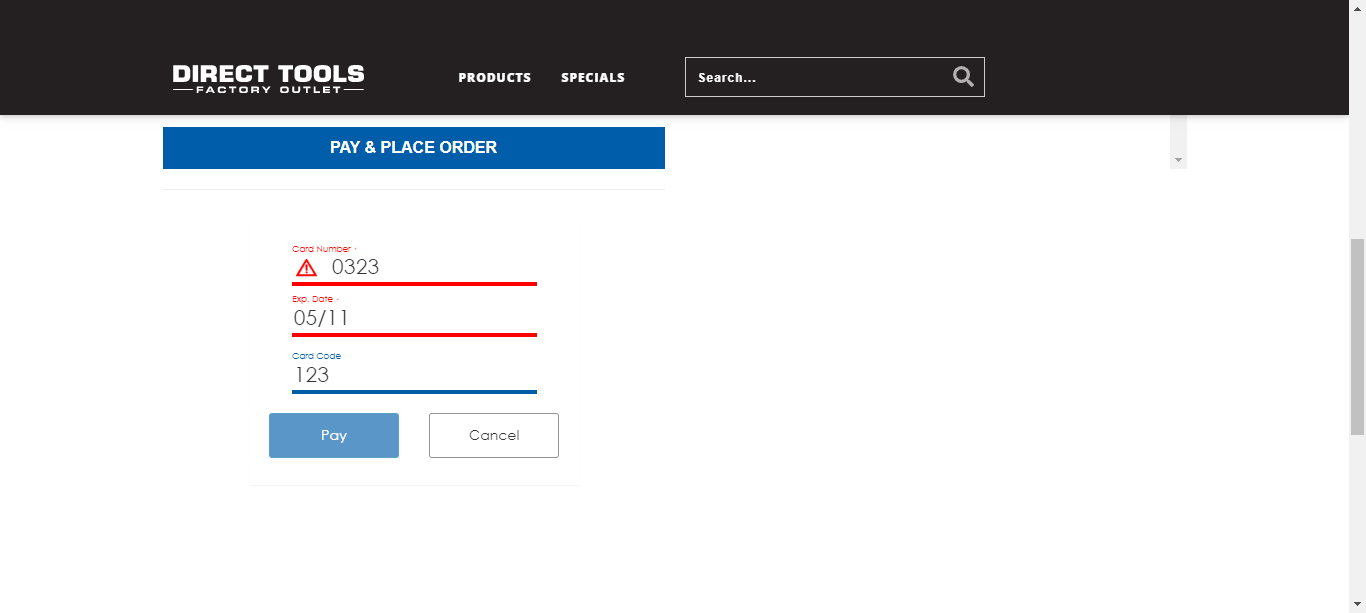 DIRECT TOOLS
FACTORY OUTLET
PRODUCTS SPECIALS Search...
PAY & PLACE ORDER
Card Number *
0323
Exp. Date *
05/11
Card Code
123
Pay Cancel